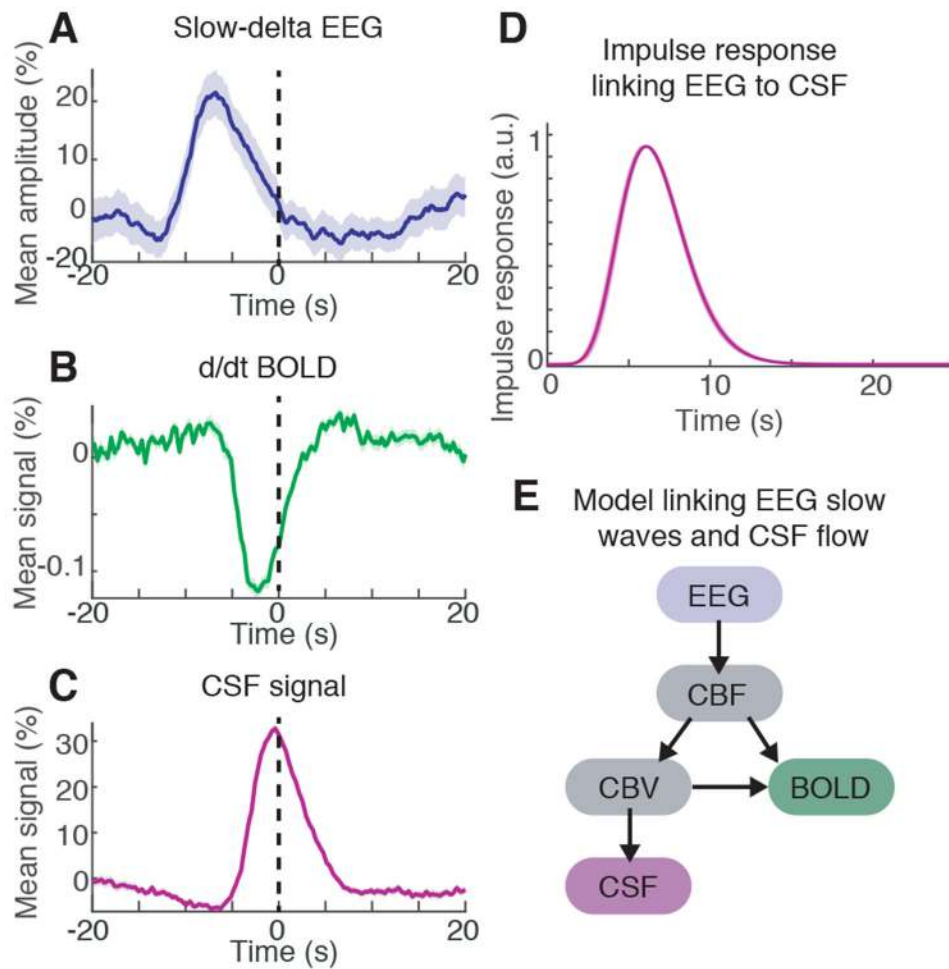 A
Slow-delta EEG
Mean amplitude (%)
20
10
0
-20
-20
0
20
Time (s)
B
d/dt BOLD
Mean signal (%)
0
-0.1
-20
0
20
Time (s)
C
CSF signal
Mean signal (%)
30
20
10
0
-20
0
20
Time (s)
D
Impulse response
linking EEG to CSF
Impulse response (a.u.)
1
0
0
10
20
Time (s)
E
Model linking EEG slow
waves and CSF flow
EEG
CBF
CBV
BOLD
CSF